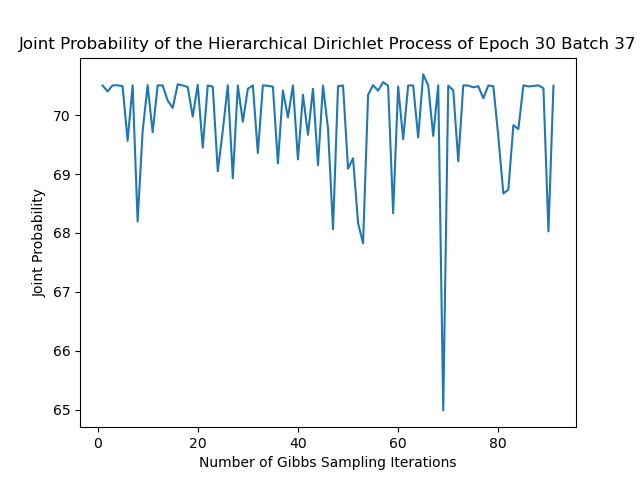 Joint Probability of the Hierarchical Dirichlet Process of Epoch 30 Batch 37
70
69
68
67
66
65
Joint Probability
0 20 40 60 80
Number of Gibbs Sampling Iterations